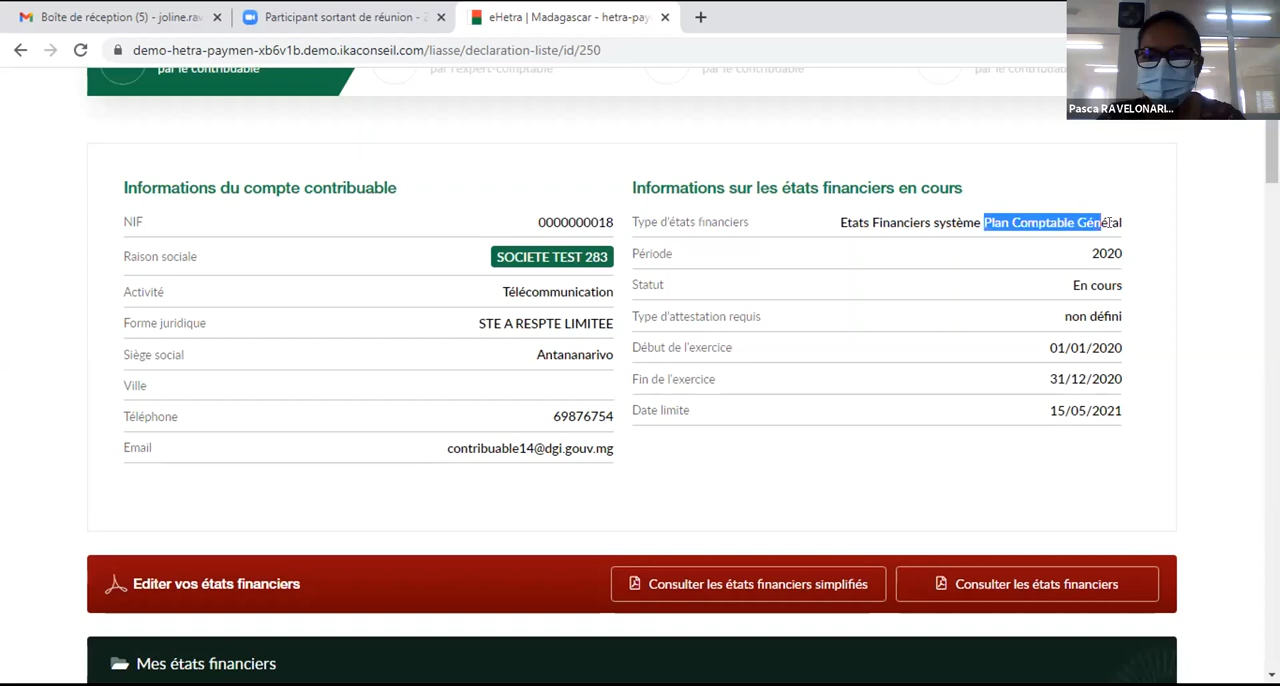 Boîte de réception (5) - joline.rav
Participant sortant de réunion - Z
eHetra | Madagascar - hetra-pay
demo-hetra-paymen-xb6v1b.demo.ikaconseil.com/liasse/declaration-liste/id/250
par le contribuable
par l'expert-comptable
par le contribuable
par le contribuable
Pasca RAVELONARI...
Informations du compte contribuable
NIF 0000000018
Raison sociale SOCIETE TEST 283
Activité Télécommunication
Forme juridique STE A RESPTE LIMITEE
Siège social Antananarivo
Ville
Téléphone 69876754
Email contribuable14@dgi.gouv.mg
Informations sur les états financiers en cours
Type d'états financiers Etats Financiers système Plan Comptable Général
Période 2020
Statut En cours
Type d'attestation requis non défini
Début de l'exercice 01/01/2020
Fin de l'exercice 31/12/2020
Date limite 15/05/2021
Editer vos états financiers
Consulter les états financiers simplifiés
Consulter les états financiers
Mes états financiers